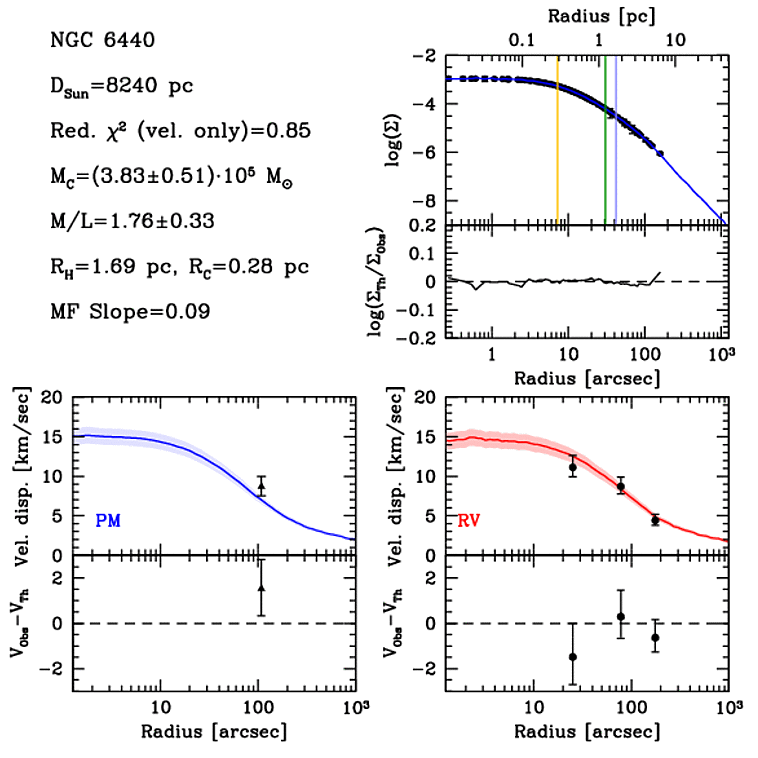 NGC 6440
D_Sun=8240 pc
Red. χ² (vel. only)=0.85
M_C=(3.83±0.51)·10⁵ M_⊙
M/L=1.76±0.33
R_H=1.69 pc, R_C=0.28 pc
MF Slope=0.09
Radius [pc]
0.1 1 10
−2
−4
−6
−8
log(Σ)
0.2
0.1
0
−0.1
−0.2
log(Σ_Th/Σ_Obs)
1 10 100 10³
Radius [arcsec]
20
15
10
5
0
Vel. disp. [km/sec]
PM
2
0
−2
V_Obs−V_Th
10 100 10³
Radius [arcsec]
20
15
10
5
0
Vel. disp. [km/sec]
RV
2
0
−2
V_Obs−V_Th
10 100 10³
Radius [arcsec]